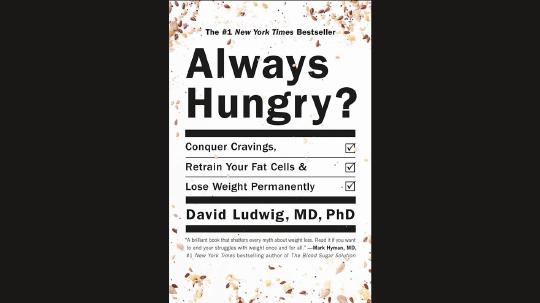 The #1 New York Times Bestseller
Always
Hungry?
Conquer Cravings,
Retrain Your Fat Cells &
Lose Weight Permanently
David Ludwig, MD, PhD
"A brilliant book that shatters every myth about weight loss. Read it if you want
to end your struggles with weight once and for all." —Mark Hyman, MD,
#1 New York Times bestselling author of The Blood Sugar Solution